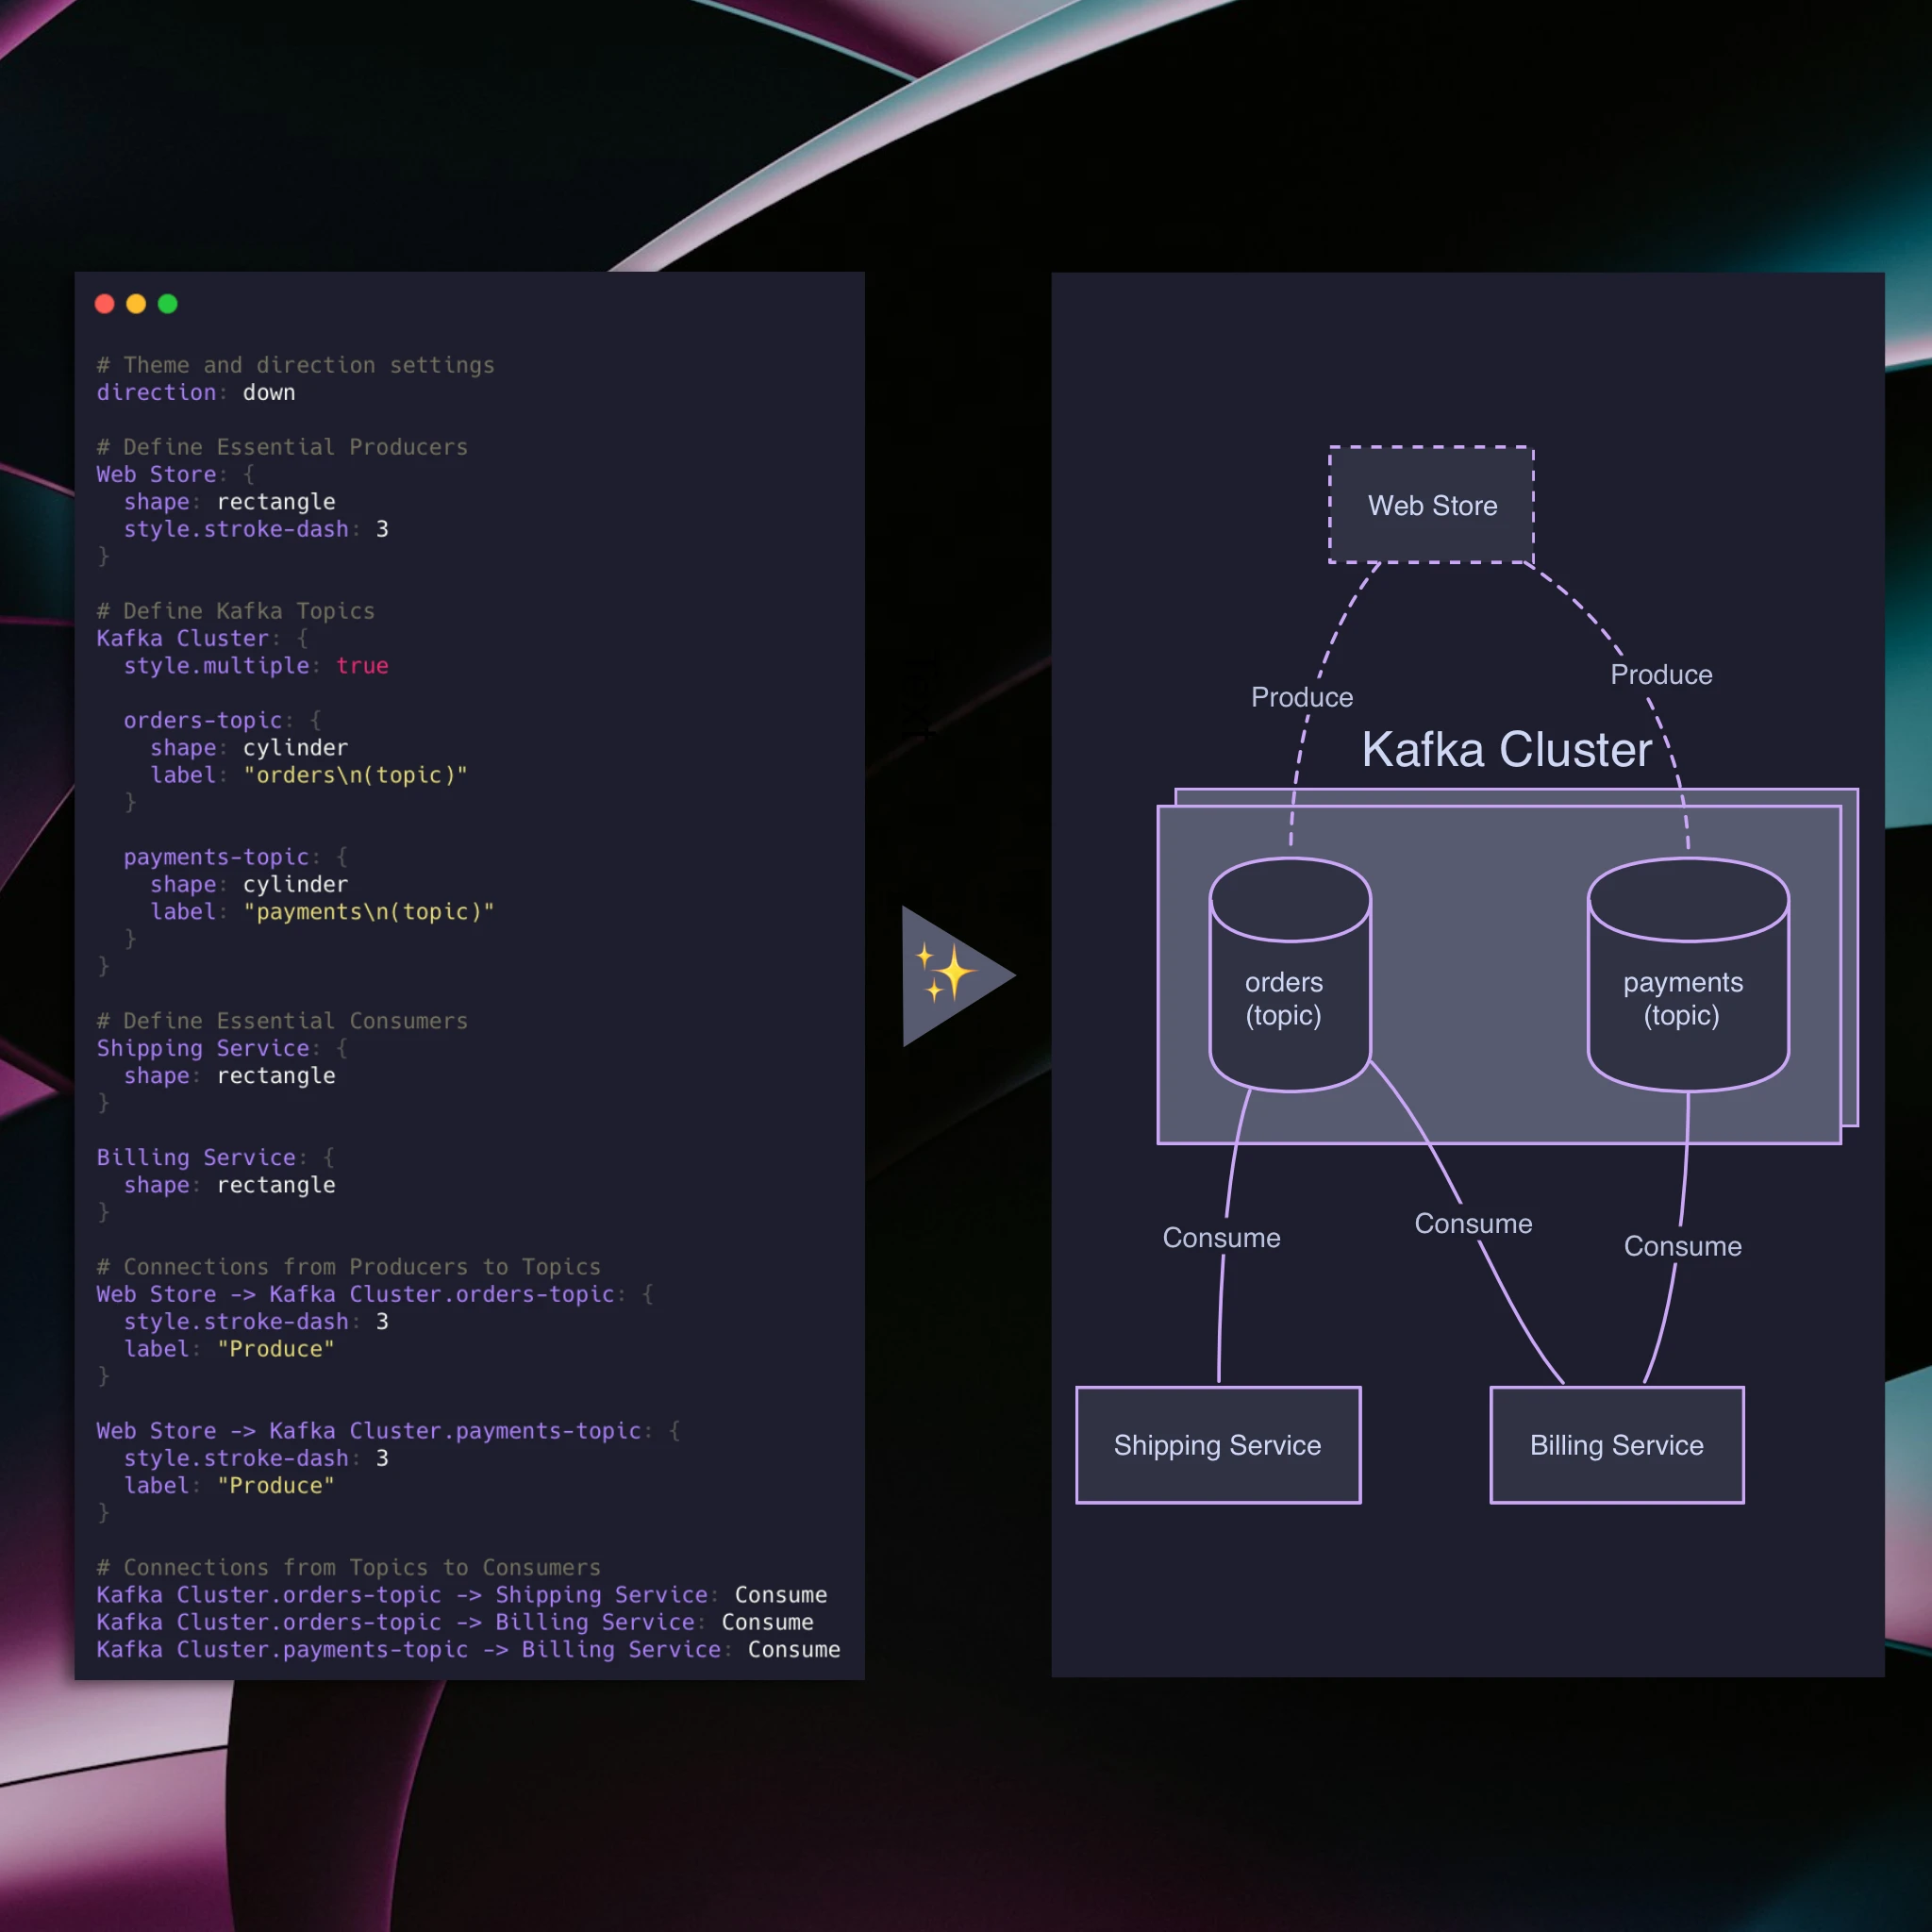 # Theme and direction settings
direction: down
# Define Essential Producers
Web Store: {
shape: rectangle
style.stroke-dash: 3
}
# Define Kafka Topics
Kafka Cluster: {
style.multiple: true
orders-topic: {
shape: cylinder
label: "orders\n(topic)"
}
payments-topic: {
shape: cylinder
label: "payments\n(topic)"
}
}
# Define Essential Consumers
Shipping Service: {
shape: rectangle
}
Billing Service: {
shape: rectangle
}
# Connections from Producers to Topics
Web Store -> Kafka Cluster.orders-topic: {
style.stroke-dash: 3
label: "Produce"
}
Web Store -> Kafka Cluster.payments-topic: {
style.stroke-dash: 3
label: "Produce"
}
# Connections from Topics to Consumers
Kafka Cluster.orders-topic -> Shipping Service: Consume
Kafka Cluster.orders-topic -> Billing Service: Consume
Kafka Cluster.payments-topic -> Billing Service: Consume
Web Store
Produce
Produce
Kafka Cluster
orders
(topic)
payments
(topic)
Consume
Consume
Consume
Shipping Service
Billing Service